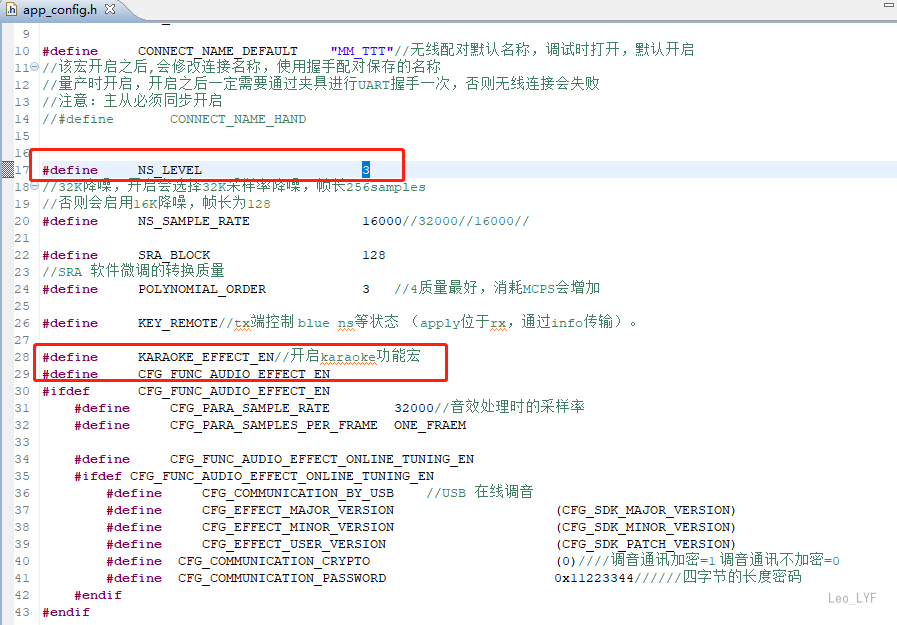 app_config.h
9
10 #define CONNECT_NAME_DEFAULT "MM_TTT"//无线配对默认名称，调试时打开，默认开启
11 //该宏开启之后,会修改连接名称，使用握手配对保存的名称
12 //量产时开启，开启之后一定需要通过夹具进行UART握手一次，否则无线连接会失败
13 //注意：主从必须同步开启
14 //#define CONNECT_NAME_HAND
15
16
17 #define NS_LEVEL 3
18 //32K降噪，开启会选择32K采样率降噪，帧长256samples
19 //否则会启用16K降噪，帧长为128
20 #define NS_SAMPLE_RATE 16000//32000//16000//
21
22 #define SRA_BLOCK 128
23 //SRA 软件微调的转换质量
24 #define POLYNOMIAL_ORDER 3 //4质量最好，消耗MCPS会增加
25
26 #define KEY_REMOTE//tx端控制 blue ns等状态 （apply位于rx，通过info传输）。
27
28 #define KARAOKE_EFFECT_EN//开启karaoke功能宏
29 #define CFG_FUNC_AUDIO_EFFECT_EN
30 #ifdef CFG_FUNC_AUDIO_EFFECT_EN
31 #define CFG_PARA_SAMPLE_RATE 32000//音效处理时的采样率
32 #define CFG_PARA_SAMPLES_PER_FRAME ONE_FRAEM
33
34 #define CFG_FUNC_AUDIO_EFFECT_ONLINE_TUNING_EN
35 #ifdef CFG_FUNC_AUDIO_EFFECT_ONLINE_TUNING_EN
36 #define CFG_COMMUNICATION_BY_USB //USB 在线调音
37 #define CFG_EFFECT_MAJOR_VERSION (CFG_SDK_MAJOR_VERSION)
38 #define CFG_EFFECT_MINOR_VERSION (CFG_SDK_MINOR_VERSION)
39 #define CFG_EFFECT_USER_VERSION (CFG_SDK_PATCH_VERSION)
40 #define CFG_COMMUNICATION_CRYPTO (0)////调音通讯加密=1 调音通讯不加密=0
41 #define CFG_COMMUNICATION_PASSWORD 0x11223344//////四字节的长度密码
42 #endif
43 #endif
Leo_LYF